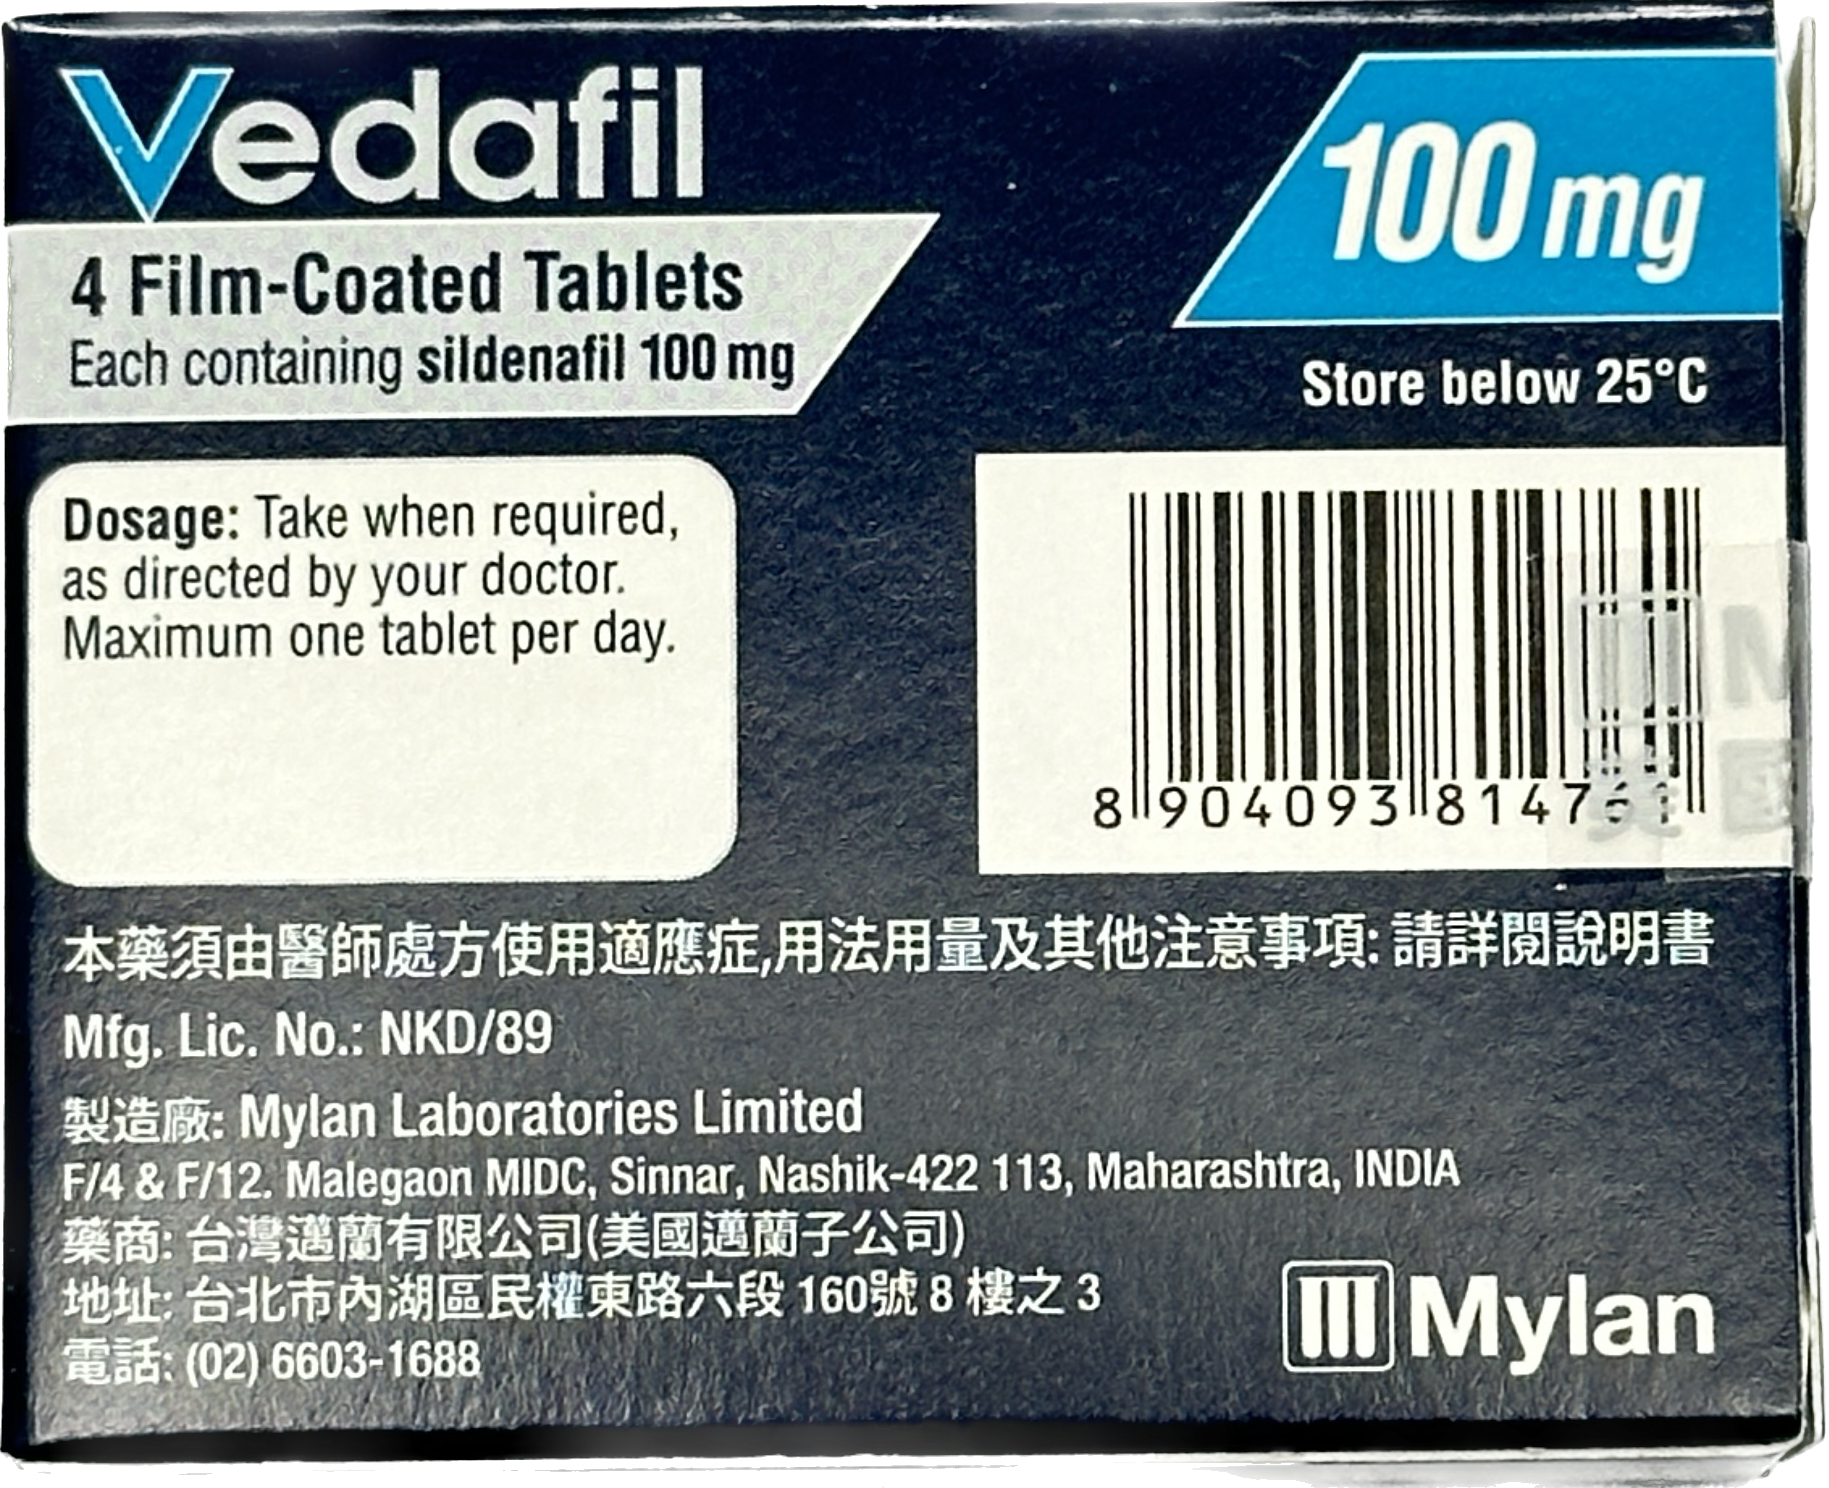 Vedafil
100 mg
4 Film-Coated Tablets
Each containing sildenafil 100 mg
Store below 25°C
Dosage: Take when required,
as directed by your doctor.
Maximum one tablet per day.
8 904093 814761
本藥須由醫師處方使用適應症,用法用量及其他注意事項: 請詳閱說明書
Mfg. Lic. No.: NKD/89
製造廠: Mylan Laboratories Limited
F/4 & F/12. Malegaon MIDC, Sinnar, Nashik-422 113, Maharashtra, INDIA
藥商: 台灣邁蘭有限公司(美國邁蘭子公司)
地址: 台北市內湖區民權東路六段 160號 8 樓之 3
電話: (02) 6603-1688
Mylan